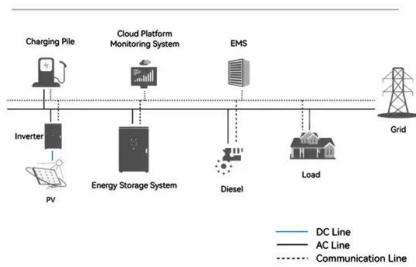 Charging Pile
Cloud Platform
Monitoring System
EMS
Grid
Inverter
PV
Energy Storage System
Diesel
Load
DC Line
AC Line
Communication Line